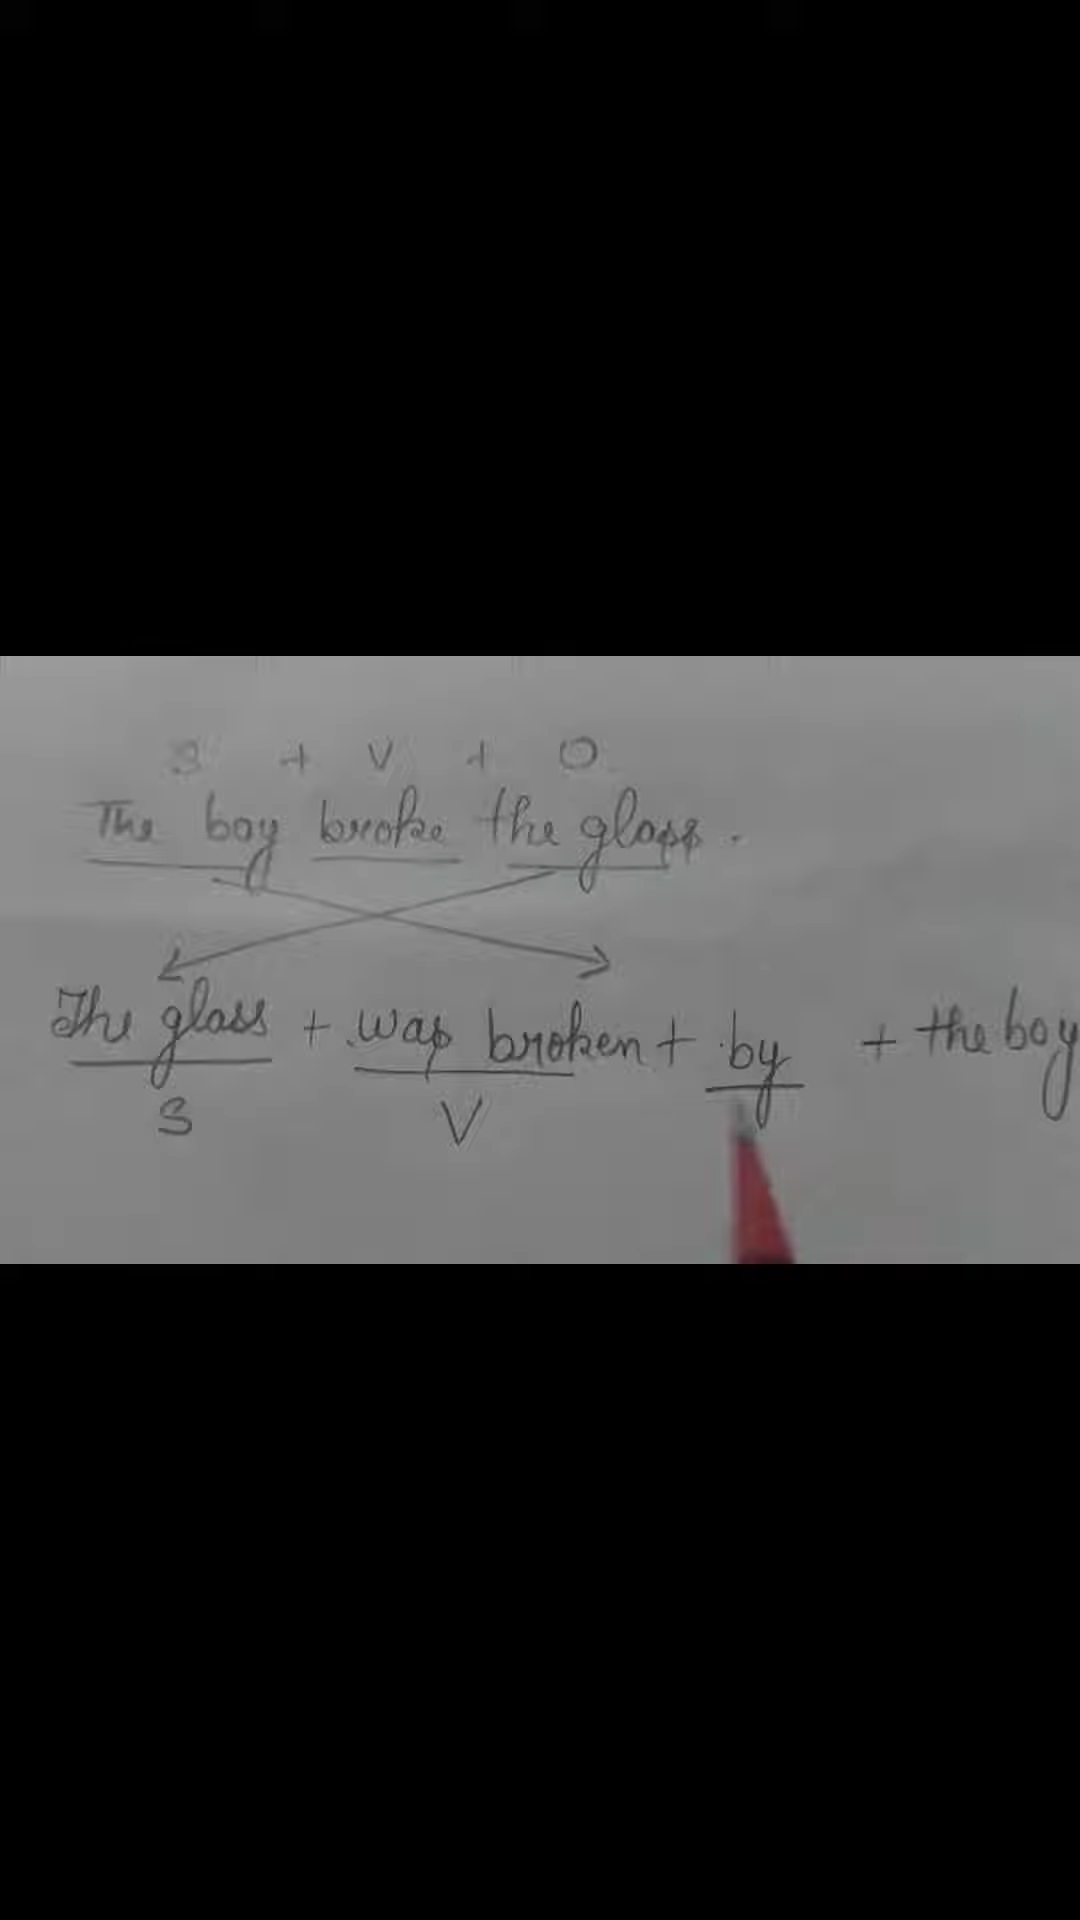 S + V + O
The boy broke the glass.
The glass + was broken + by + the boy
S V